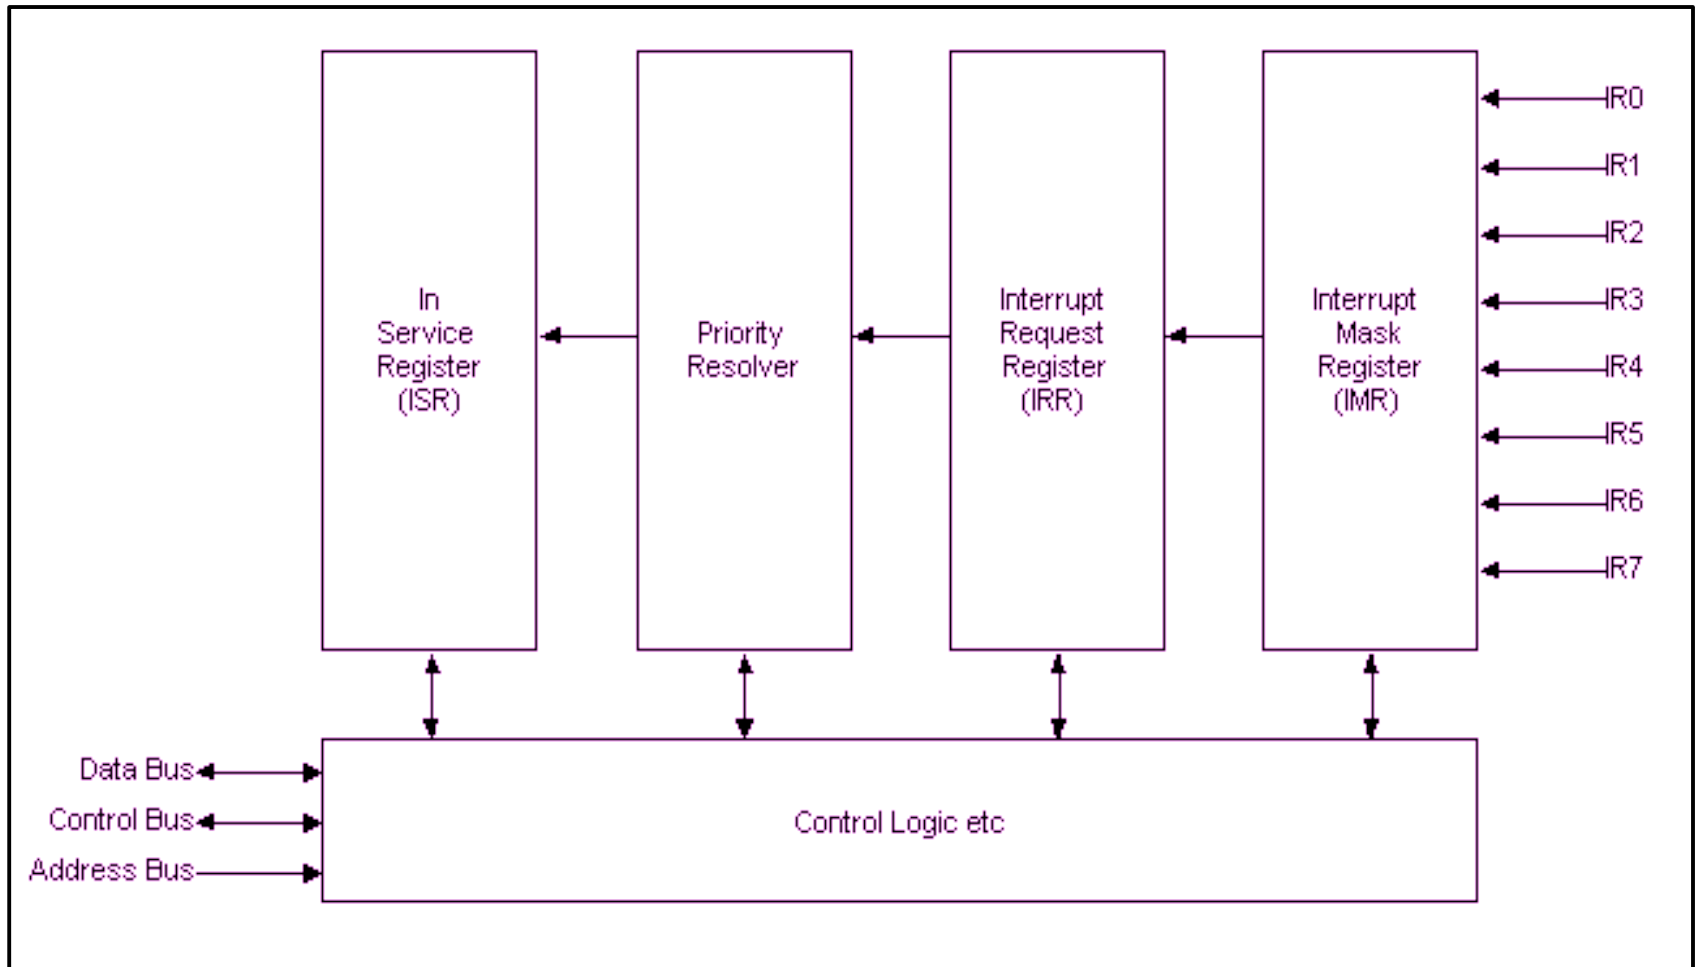 In
Service
Register
(ISR)
Priority
Resolver
Interrupt
Request
Register
(IRR)
Interrupt
Mask
Register
(IMR)
IR0
IR1
IR2
IR3
IR4
IR5
IR6
IR7
Data Bus
Control Bus
Address Bus
Control Logic etc